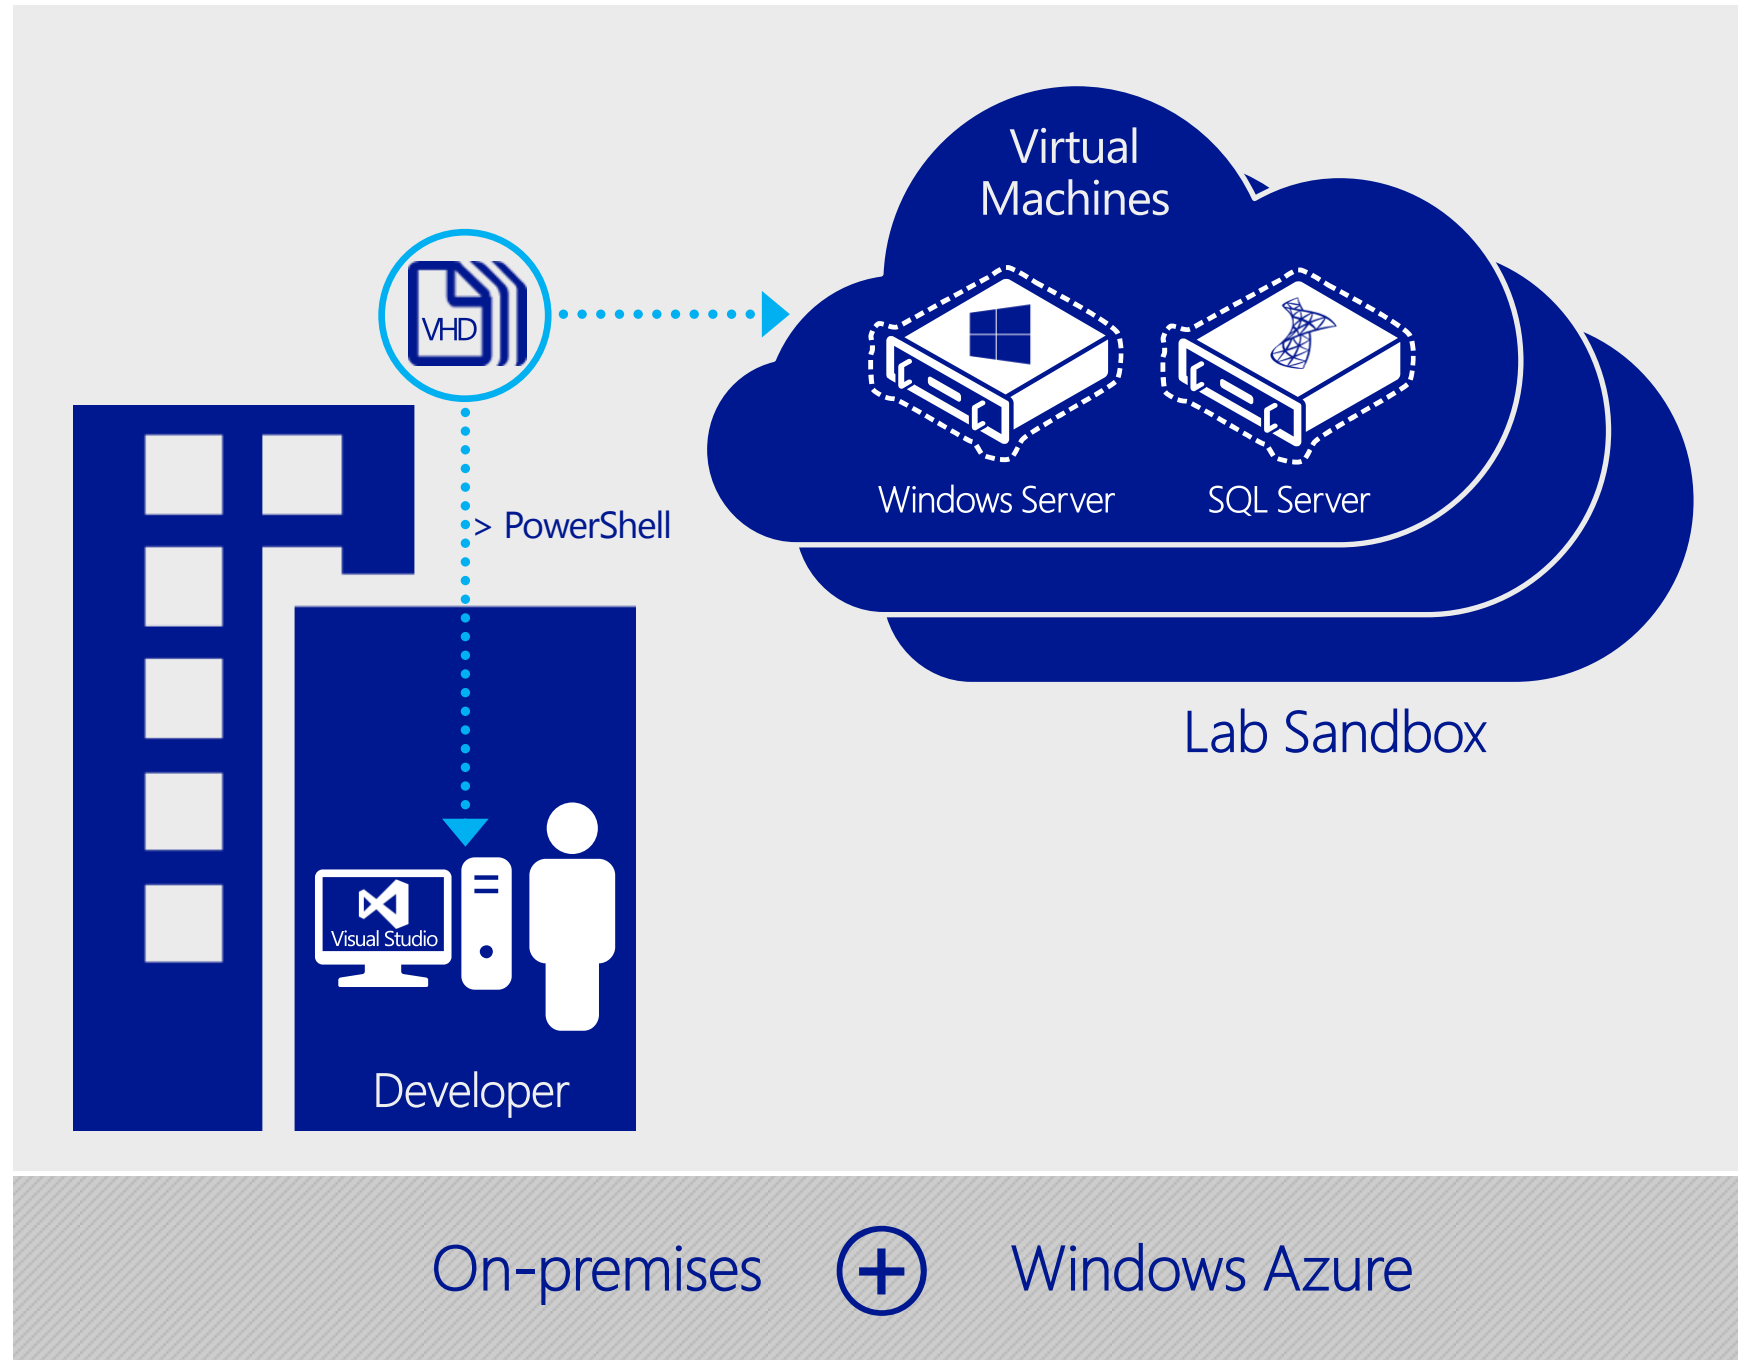 Virtual
Machines
VHD
Windows Server
SQL Server
> PowerShell
Lab Sandbox
Visual Studio
Developer
On-premises + Windows Azure